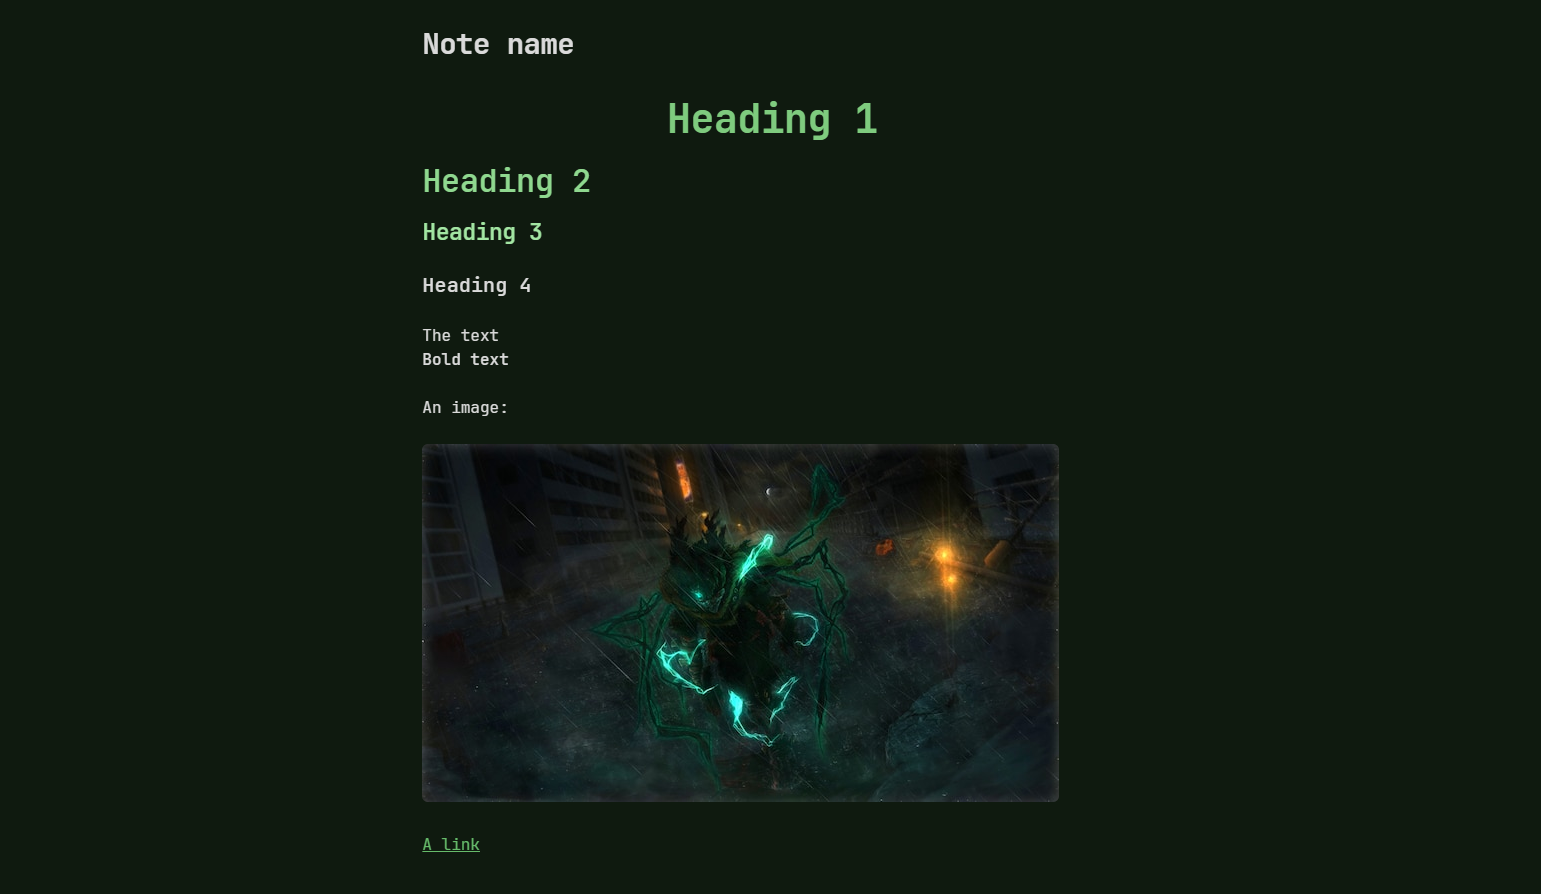 Note name
Heading 1
Heading 2
Heading 3
Heading 4
The text
Bold text
An image:
A link